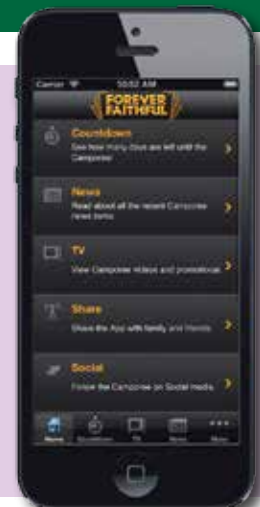 Carrier 10:52 AM
FOREVER
FAITHFUL
Countdown
See how many days are left until the
Camporee!
News
Read about all the recent Camporee
news items
TV
View Camporee videos and promotional
Share
Share the App with family and friends
Social
Follow the Camporee on Social media
Home Countdown TV News More